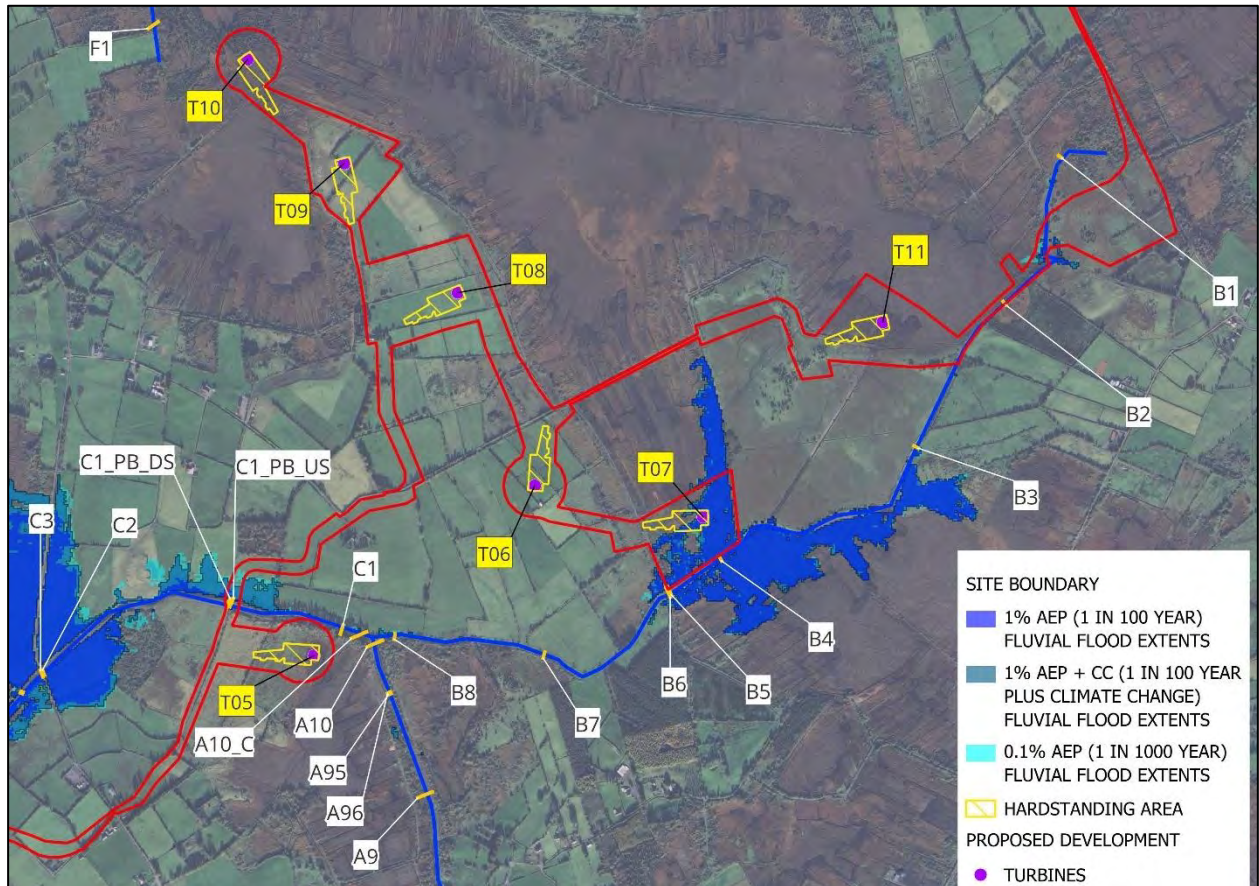 F1
T10
T09
T08
T11
B1
B2
C1_PB_DS
C1_PB_US
T07
B3
C3
C2
C1
T06
B4
T05
A10
B8
B6
B5
A10_C
B7
A95
A96
A9
SITE BOUNDARY
1% AEP (1 IN 100 YEAR)
FLUVIAL FLOOD EXTENTS
1% AEP + CC (1 IN 100 YEAR
PLUS CLIMATE CHANGE)
FLUVIAL FLOOD EXTENTS
0.1% AEP (1 IN 1000 YEAR)
FLUVIAL FLOOD EXTENTS
HARDSTANDING AREA
PROPOSED DEVELOPMENT
TURBINES